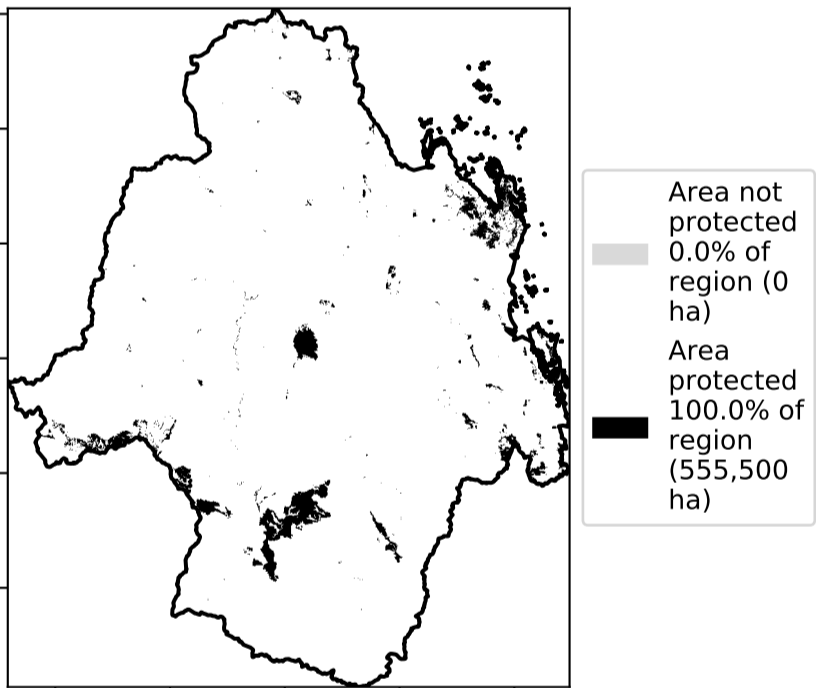 Area not
protected
0.0% of
region (0
ha)
Area
protected
100.0% of
region
(555,500
ha)